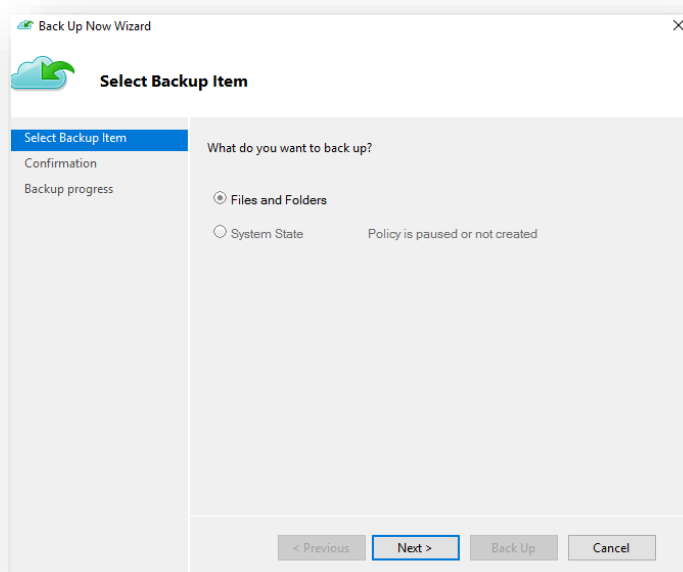 Back Up Now Wizard
Select Backup Item
Select Backup Item
Confirmation
Backup progress
What do you want to back up?
Files and Folders
System State Policy is paused or not created
< Previous Next > Back Up Cancel